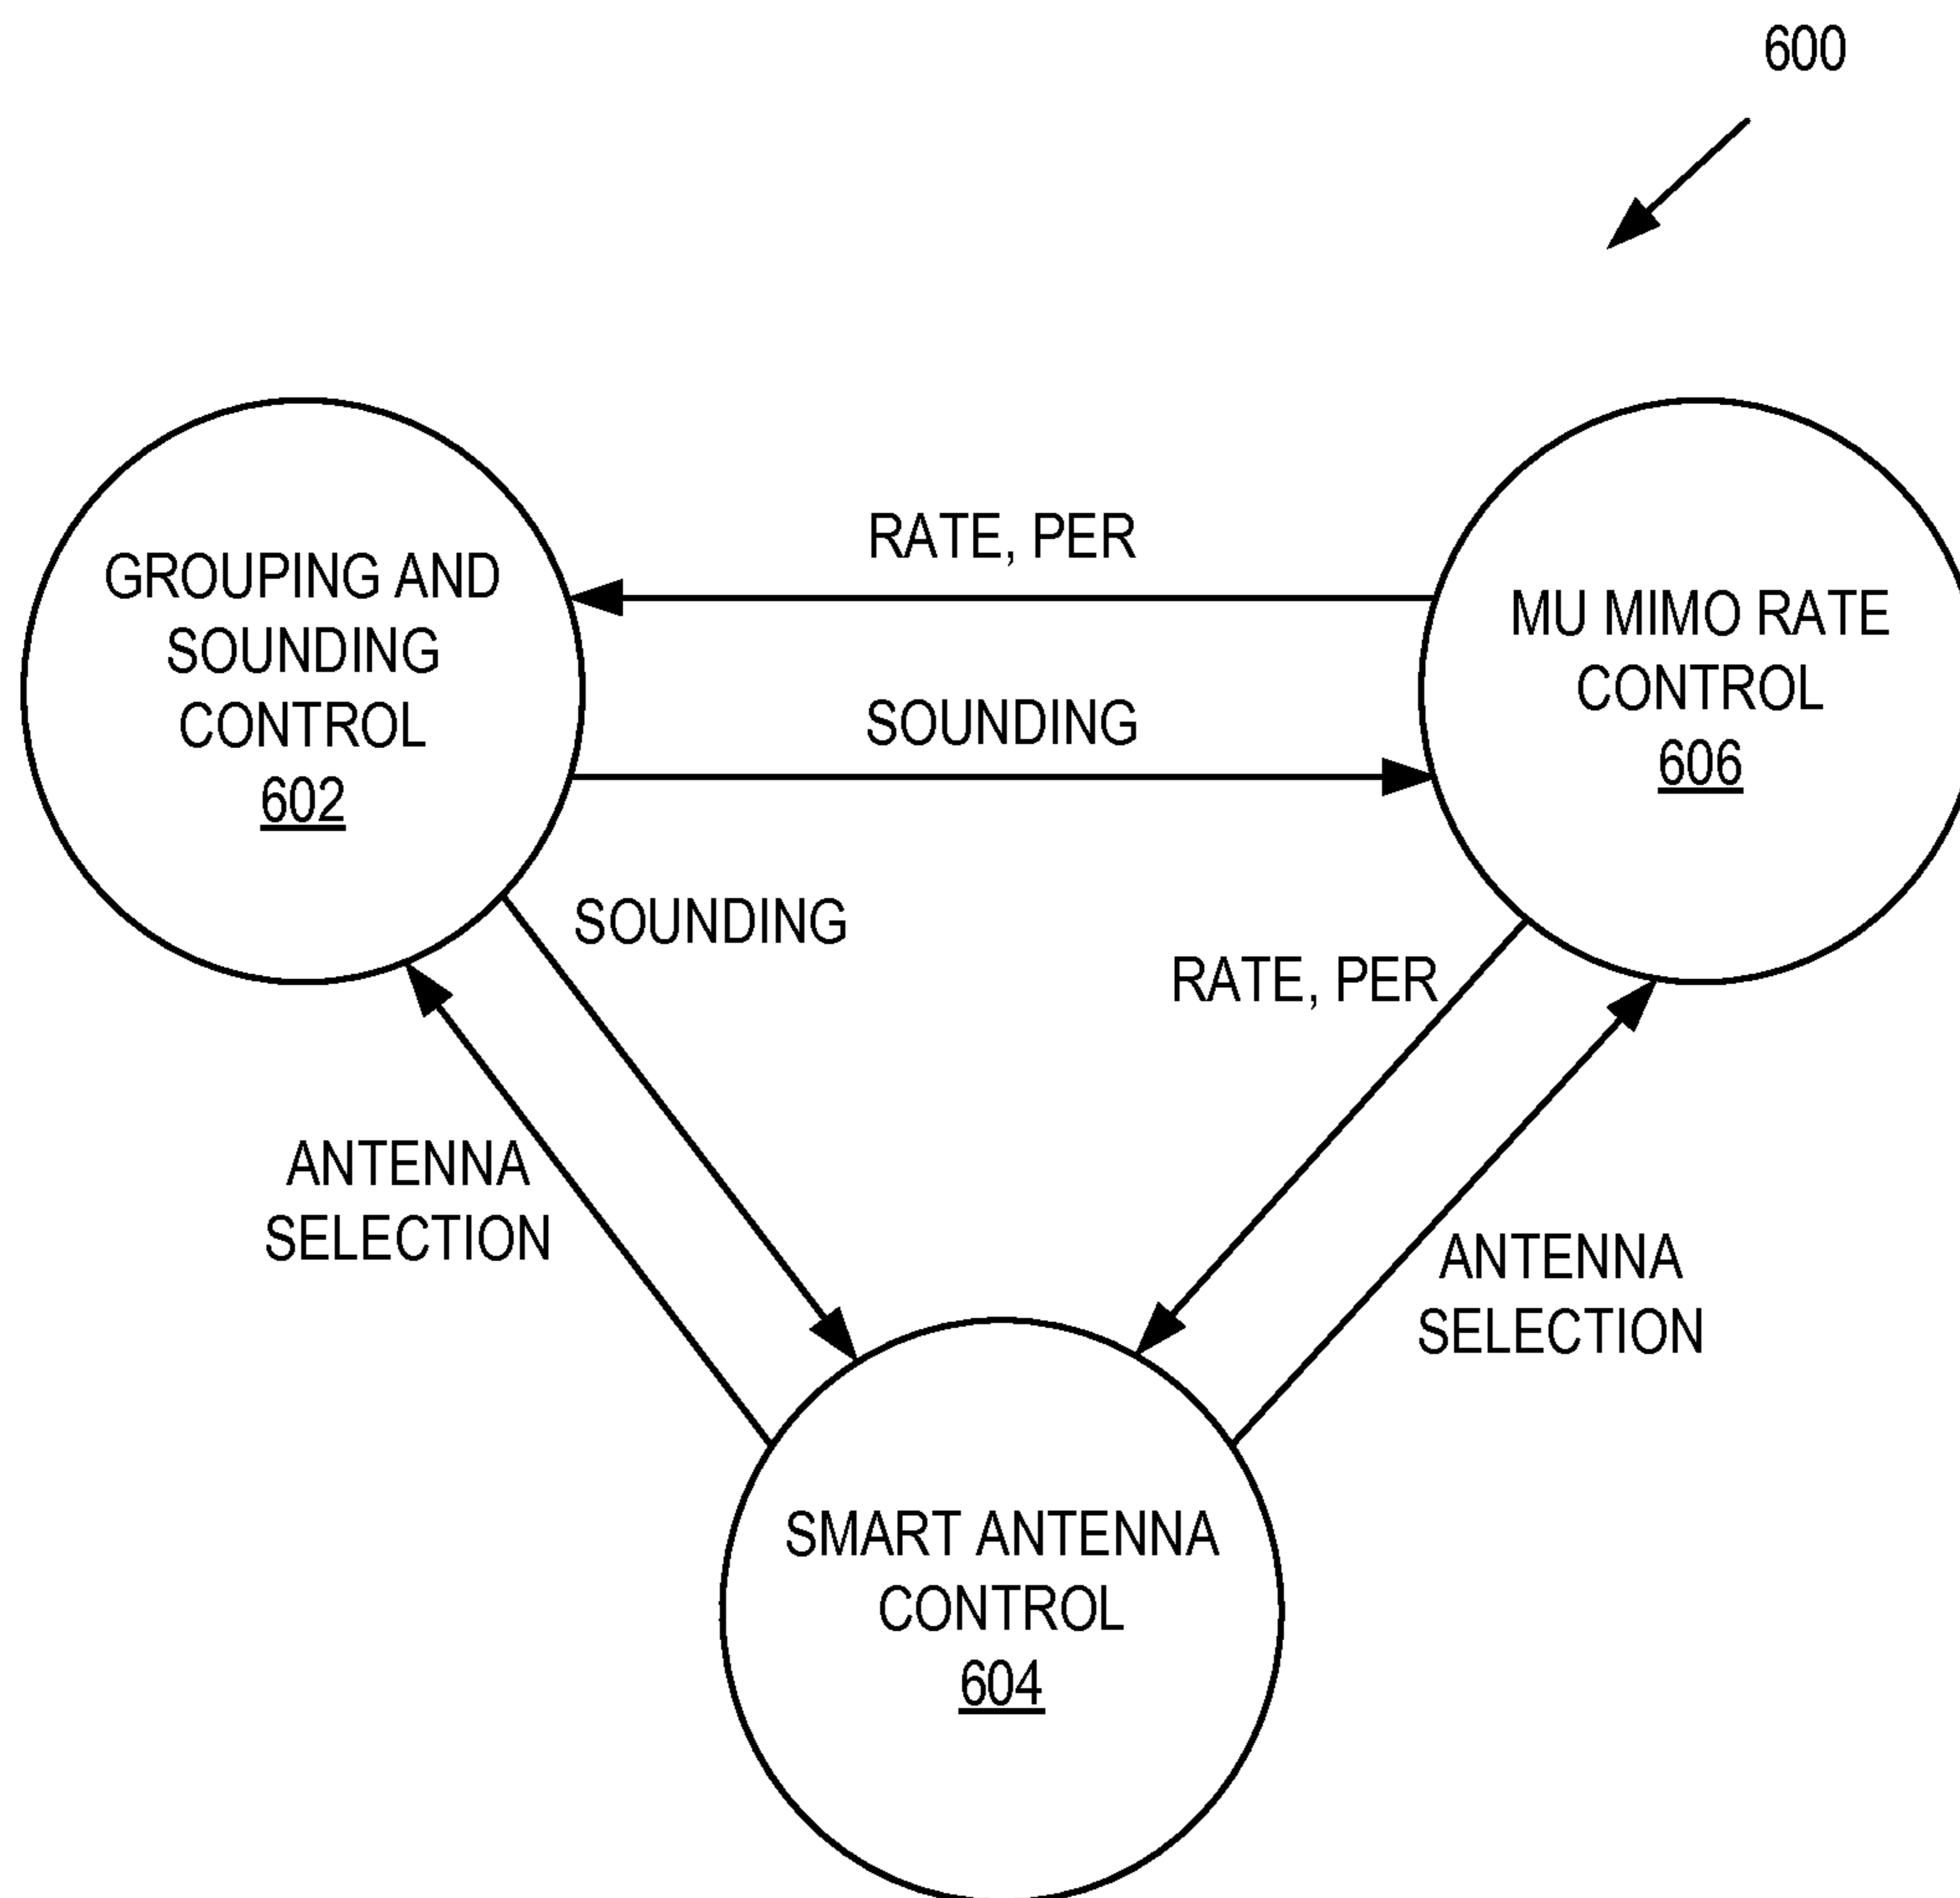 600
RATE, PER
GROUPING AND
SOUNDING
CONTROL
602
MU MIMO RATE
CONTROL
606
SOUNDING
SOUNDING
RATE, PER
ANTENNA
SELECTION
ANTENNA
SELECTION
SMART ANTENNA
CONTROL
604